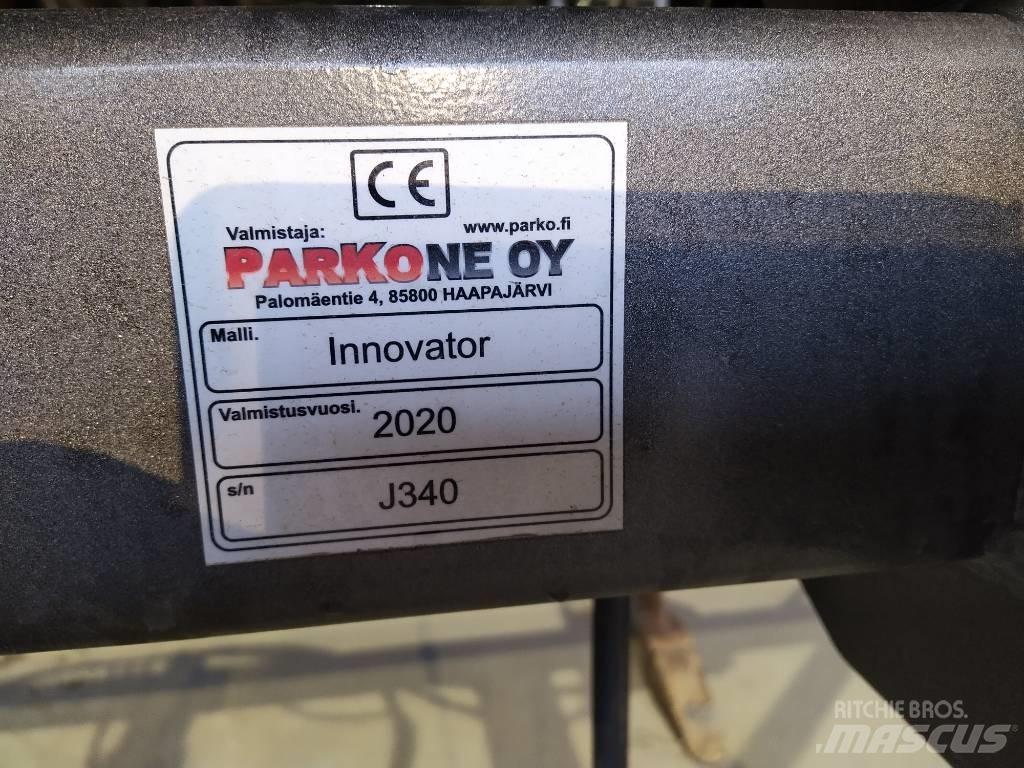 CE
Valmistaja: www.parko.fi
PARKONE OY
Palomäentie 4, 85800 HAAPAJÄRVI
Malli. Innovator
Valmistusvuosi. 2020
s/n J340
RITCHIE BROS.
MASCUS